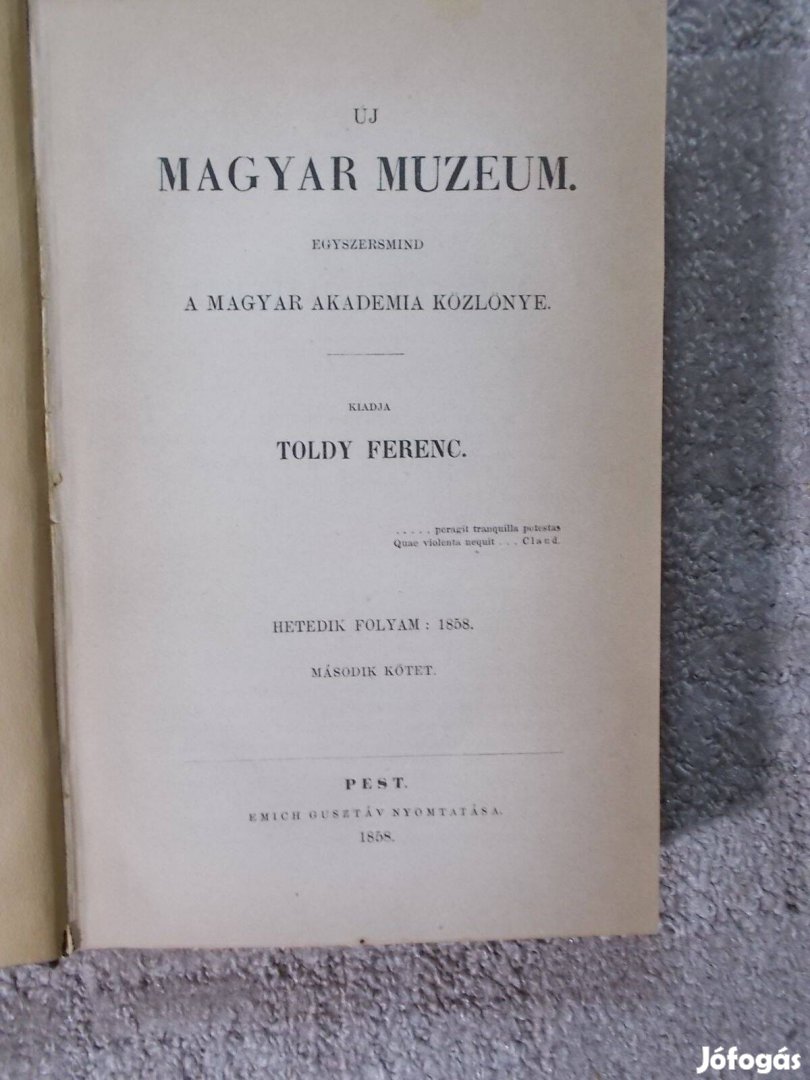 UJ
MAGYAR MUZEUM.
EGYSZERSMIND
A MAGYAR AKADEMIA KÖZLÖNYE.
KIADJA
TOLDY FERENC.
. . . . . peragit tranquilla potestas
Quae violenta nequit . . . Claud.
HETEDIK FOLYAM: 1858.
MÁSODIK KÖTET.
PEST.
EMICH GUSZTÁV NYOMTATÁSA.
1858.
Jófogás